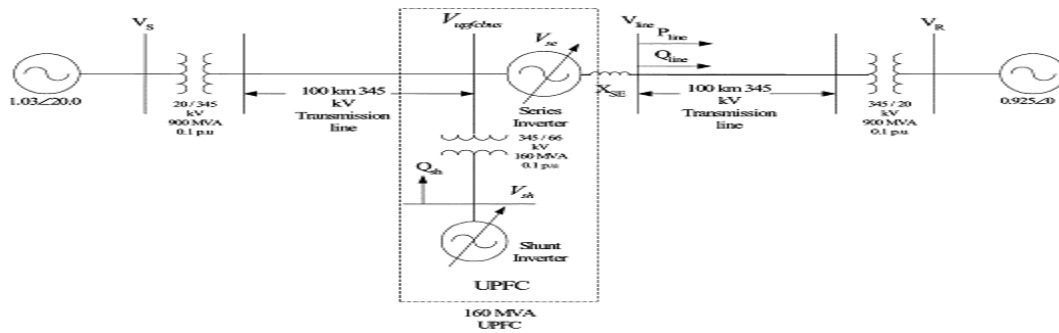 V_S
V_upfcbus
V_line
V_R
V_se
P_line
Q_line
1.03∠20.0
20 / 345
kV
900 MVA
0.1 p.u
100 km 345
kV
Transmission
line
Series
Inverter
X_SE
100 km 345
kV
Transmission
line
345 / 20
kV
900 MVA
0.1 p.u
0.925∠0
345 / 66
kV
160 MVA
0.1 p.u
Q_sh
V_sh
Shunt
Inverter
UPFC
160 MVA
UPFC